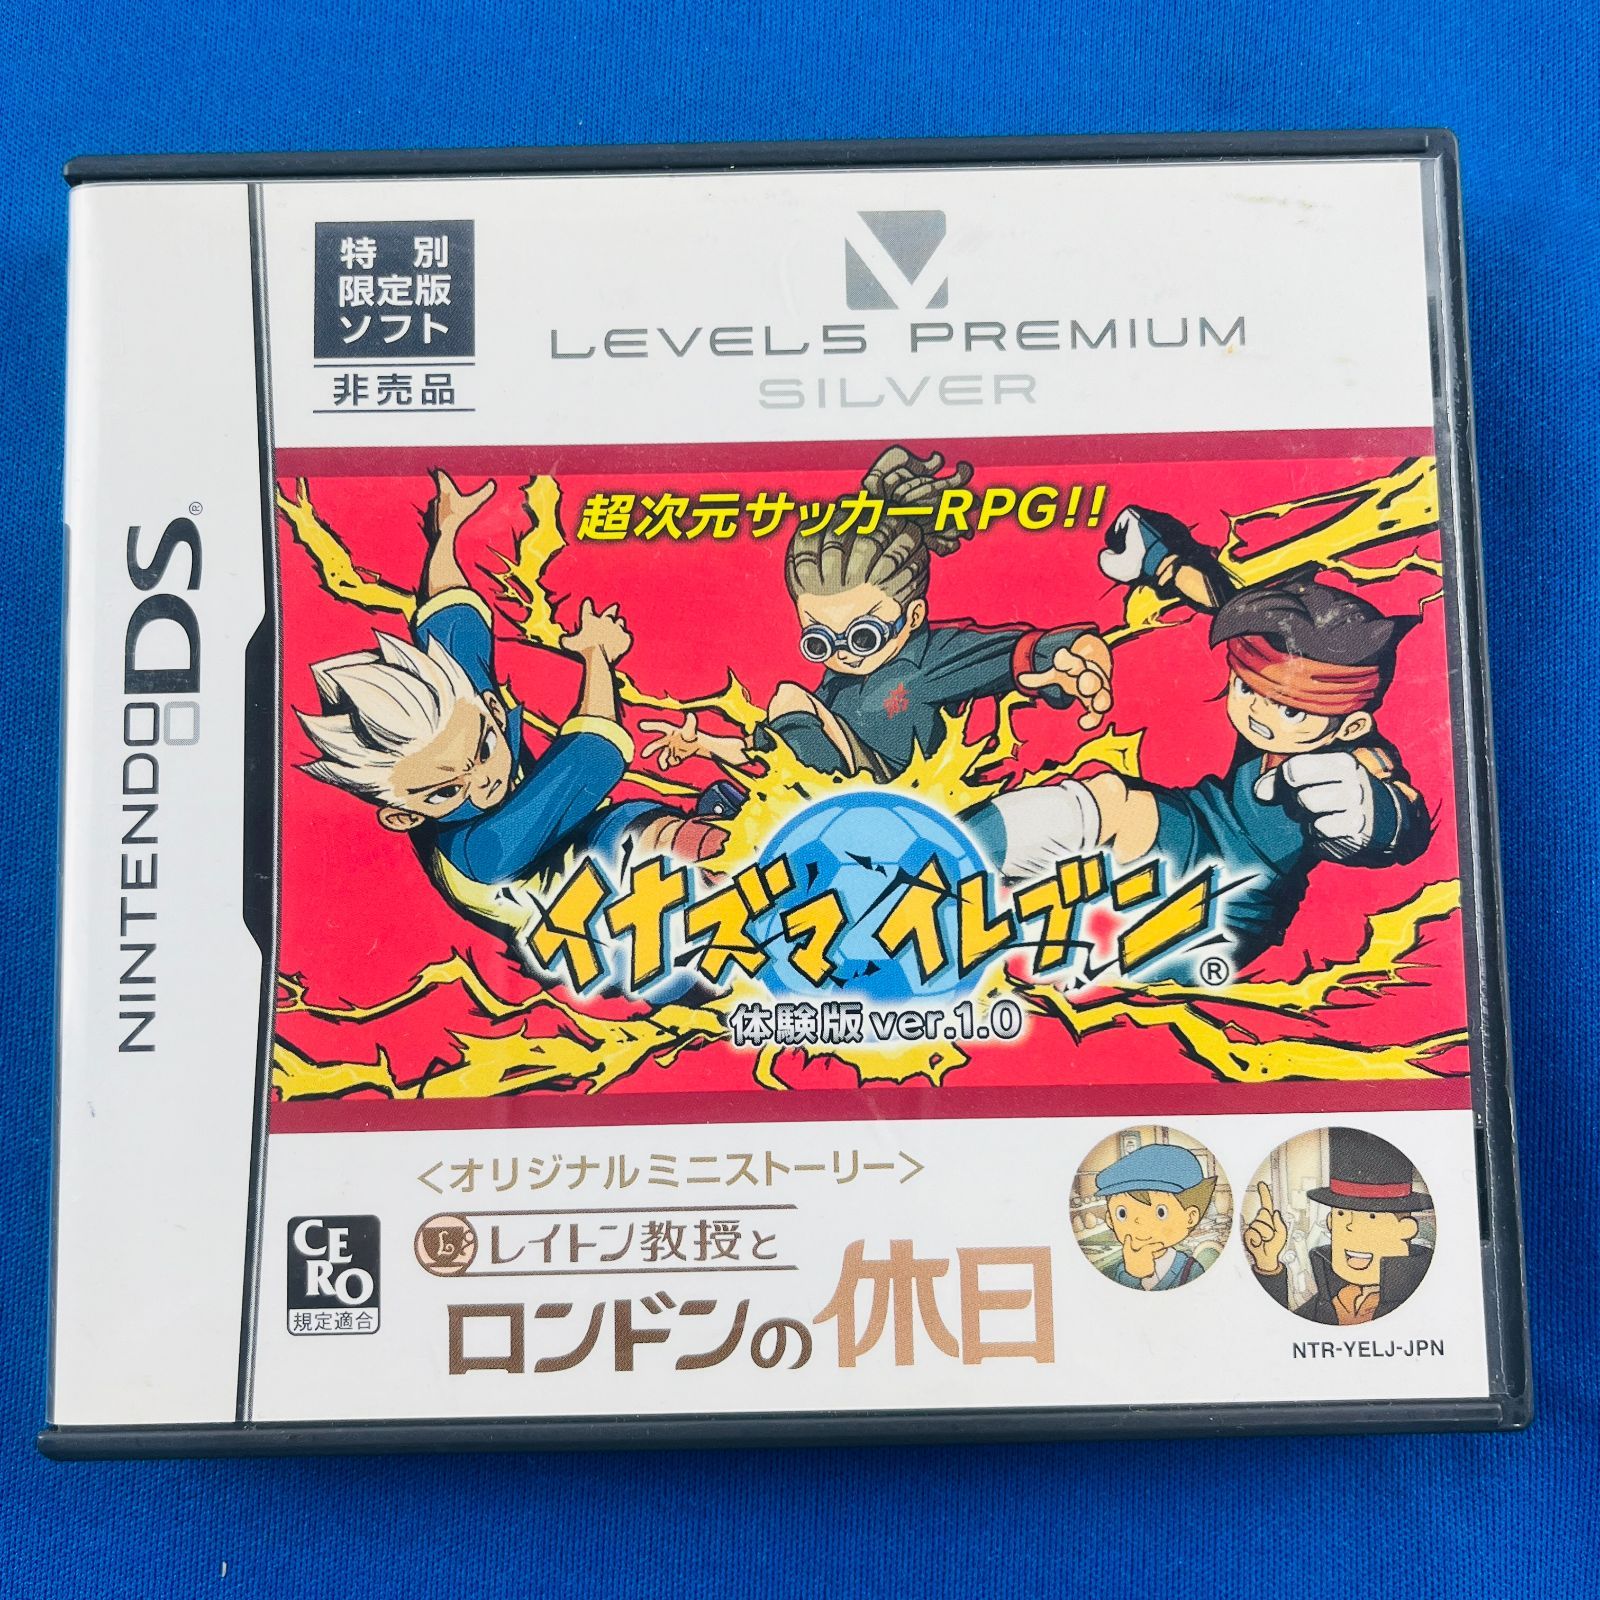 特別
限定版
ソフト
非売品
LEVEL5 PREMIUM
SILVER
NINTENDO DS®
超次元サッカーRPG!!
イナズマイレブン®
体験版 ver.1.0
<オリジナルミニストーリー>
レイトン教授と
ロンドンの休日
CERO
規定適合
NTR-YELJ-JPN